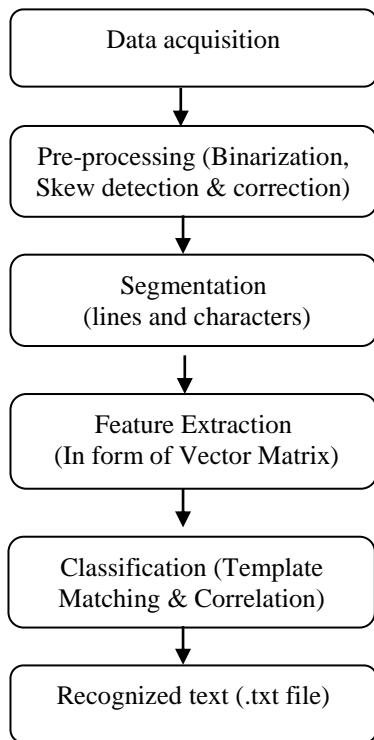 Data acquisition
Pre-processing (Binarization,
Skew detection & correction)
Segmentation
(lines and characters)
Feature Extraction
(In form of Vector Matrix)
Classification (Template
Matching & Correlation)
Recognized text (.txt file)